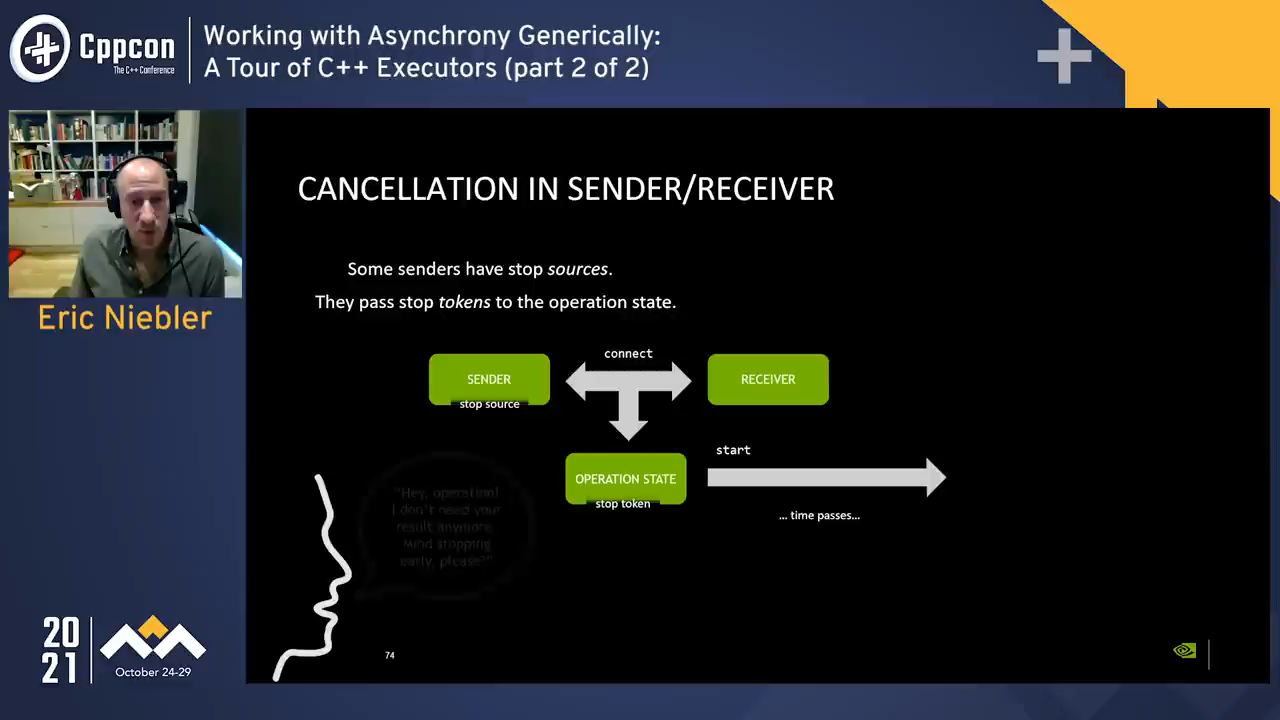 Cppcon
The C++ Conference
Working with Asynchrony Generically:
A Tour of C++ Executors (part 2 of 2)
Eric Niebler
CANCELLATION IN SENDER/RECEIVER
Some senders have stop sources.
They pass stop tokens to the operation state.
connect
SENDER
stop source
RECEIVER
OPERATION STATE
stop token
start
... time passes...
"Hey, operation!
I don't need your
result anymore.
Mind stopping
early, please?"
74
20
21
October 24-29